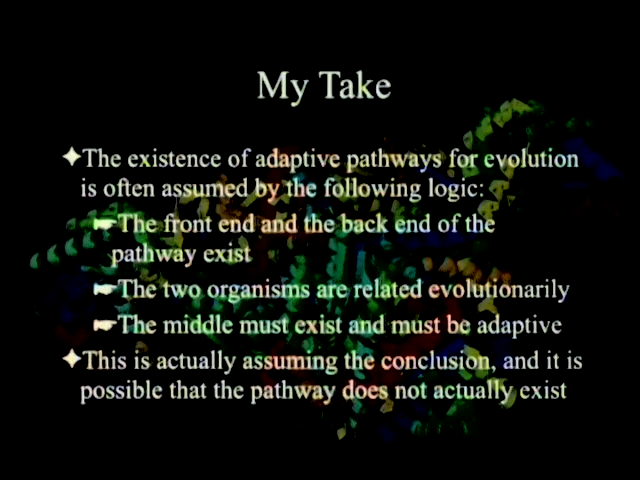 My Take
The existence of adaptive pathways for evolution
is often assumed by the following logic:
The front end and the back end of the
pathway exist
The two organisms are related evolutionarily
The middle must exist and must be adaptive
This is actually assuming the conclusion, and it is
possible that the pathway does not actually exist